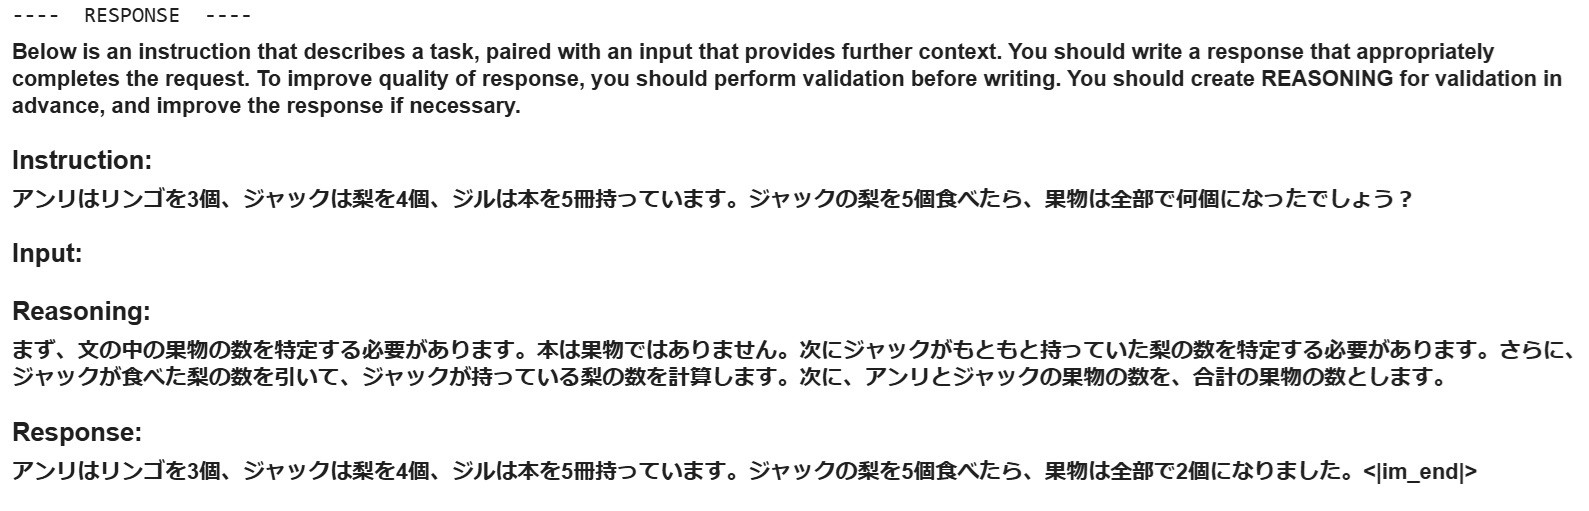 ---- RESPONSE ----
Below is an instruction that describes a task, paired with an input that provides further context. You should write a response that appropriately
completes the request. To improve quality of response, you should perform validation before writing. You should create REASONING for validation in
advance, and improve the response if necessary.
Instruction:
アンリはリンゴを3個、ジャックは梨を4個、ジルは本を5冊持っています。ジャックの梨を5個食べたら、果物は全部で何個になったでしょう？
Input:
Reasoning:
まず、文の中の果物の数を特定する必要があります。本は果物ではありません。次にジャックがもともと持っていた梨の数を特定する必要があります。さらに、
ジャックが食べた梨の数を引いて、ジャックが持っている梨の数を計算します。次に、アンリとジャックの果物の数を、合計の果物の数とします。
Response:
アンリはリンゴを3個、ジャックは梨を4個、ジルは本を5冊持っています。ジャックの梨を5個食べたら、果物は全部で2個になりました。<|im_end|>